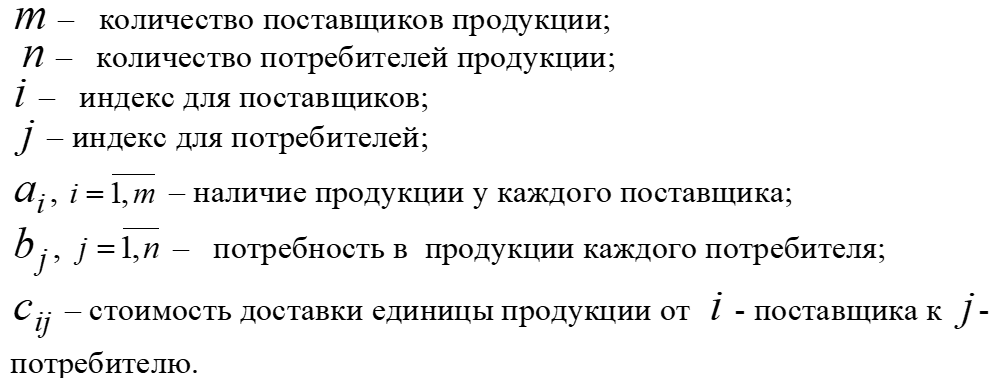 m – количество поставщиков продукции;
n – количество потребителей продукции;
i – индекс для поставщиков;
j – индекс для потребителей;
a_i, i = \overline{1,m} – наличие продукции у каждого поставщика;
b_j, j = \overline{1,n} – потребность в продукции каждого потребителя;
c_{ij} – стоимость доставки единицы продукции от i - поставщика к j -
потребителю.